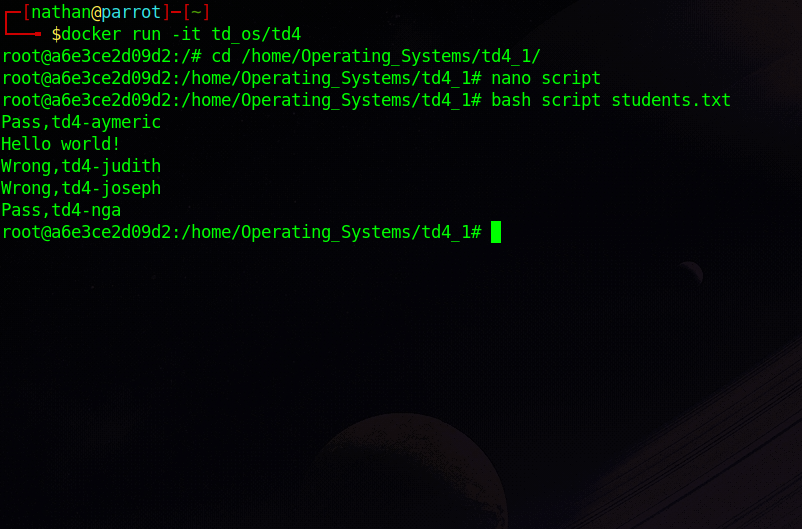 ┌─[nathan@parrot]─[~]
└──╼ $docker run -it td_os/td4
root@a6e3ce2d09d2:/# cd /home/Operating_Systems/td4_1/
root@a6e3ce2d09d2:/home/Operating_Systems/td4_1# nano script
root@a6e3ce2d09d2:/home/Operating_Systems/td4_1# bash script students.txt
Pass,td4-aymeric
Hello world!
Wrong,td4-judith
Wrong,td4-joseph
Pass,td4-nga
root@a6e3ce2d09d2:/home/Operating_Systems/td4_1#